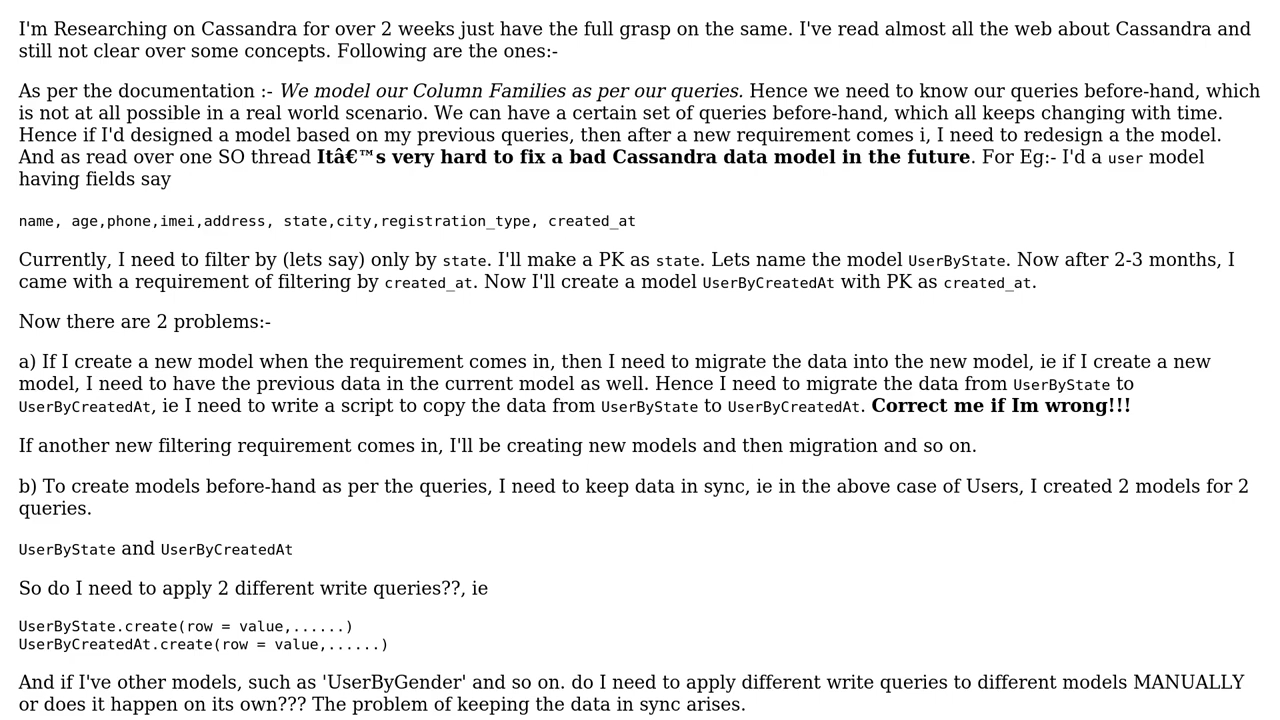 I'm Researching on Cassandra for over 2 weeks just have the full grasp on the same. I've read almost all the web about Cassandra and
still not clear over some concepts. Following are the ones:-
As per the documentation :- We model our Column Families as per our queries. Hence we need to know our queries before-hand, which
is not at all possible in a real world scenario. We can have a certain set of queries before-hand, which all keeps changing with time.
Hence if I'd designed a model based on my previous queries, then after a new requirement comes i, I need to redesign a the model.
And as read over one SO thread Itâ€™s very hard to fix a bad Cassandra data model in the future. For Eg:- I'd a user model
having fields say
name, age,phone,imei,address, state,city,registration_type, created_at
Currently, I need to filter by (lets say) only by state. I'll make a PK as state. Lets name the model UserByState. Now after 2-3 months, I
came with a requirement of filtering by created_at. Now I'll create a model UserByCreatedAt with PK as created_at.
Now there are 2 problems:-
a) If I create a new model when the requirement comes in, then I need to migrate the data into the new model, ie if I create a new
model, I need to have the previous data in the current model as well. Hence I need to migrate the data from UserByState to
UserByCreatedAt, ie I need to write a script to copy the data from UserByState to UserByCreatedAt. Correct me if Im wrong!!!
If another new filtering requirement comes in, I'll be creating new models and then migration and so on.
b) To create models before-hand as per the queries, I need to keep data in sync, ie in the above case of Users, I created 2 models for 2
queries.
UserByState and UserByCreatedAt
So do I need to apply 2 different write queries??, ie
UserByState.create(row = value,......)
UserByCreatedAt.create(row = value,......)
And if I've other models, such as 'UserByGender' and so on. do I need to apply different write queries to different models MANUALLY
or does it happen on its own??? The problem of keeping the data in sync arises.